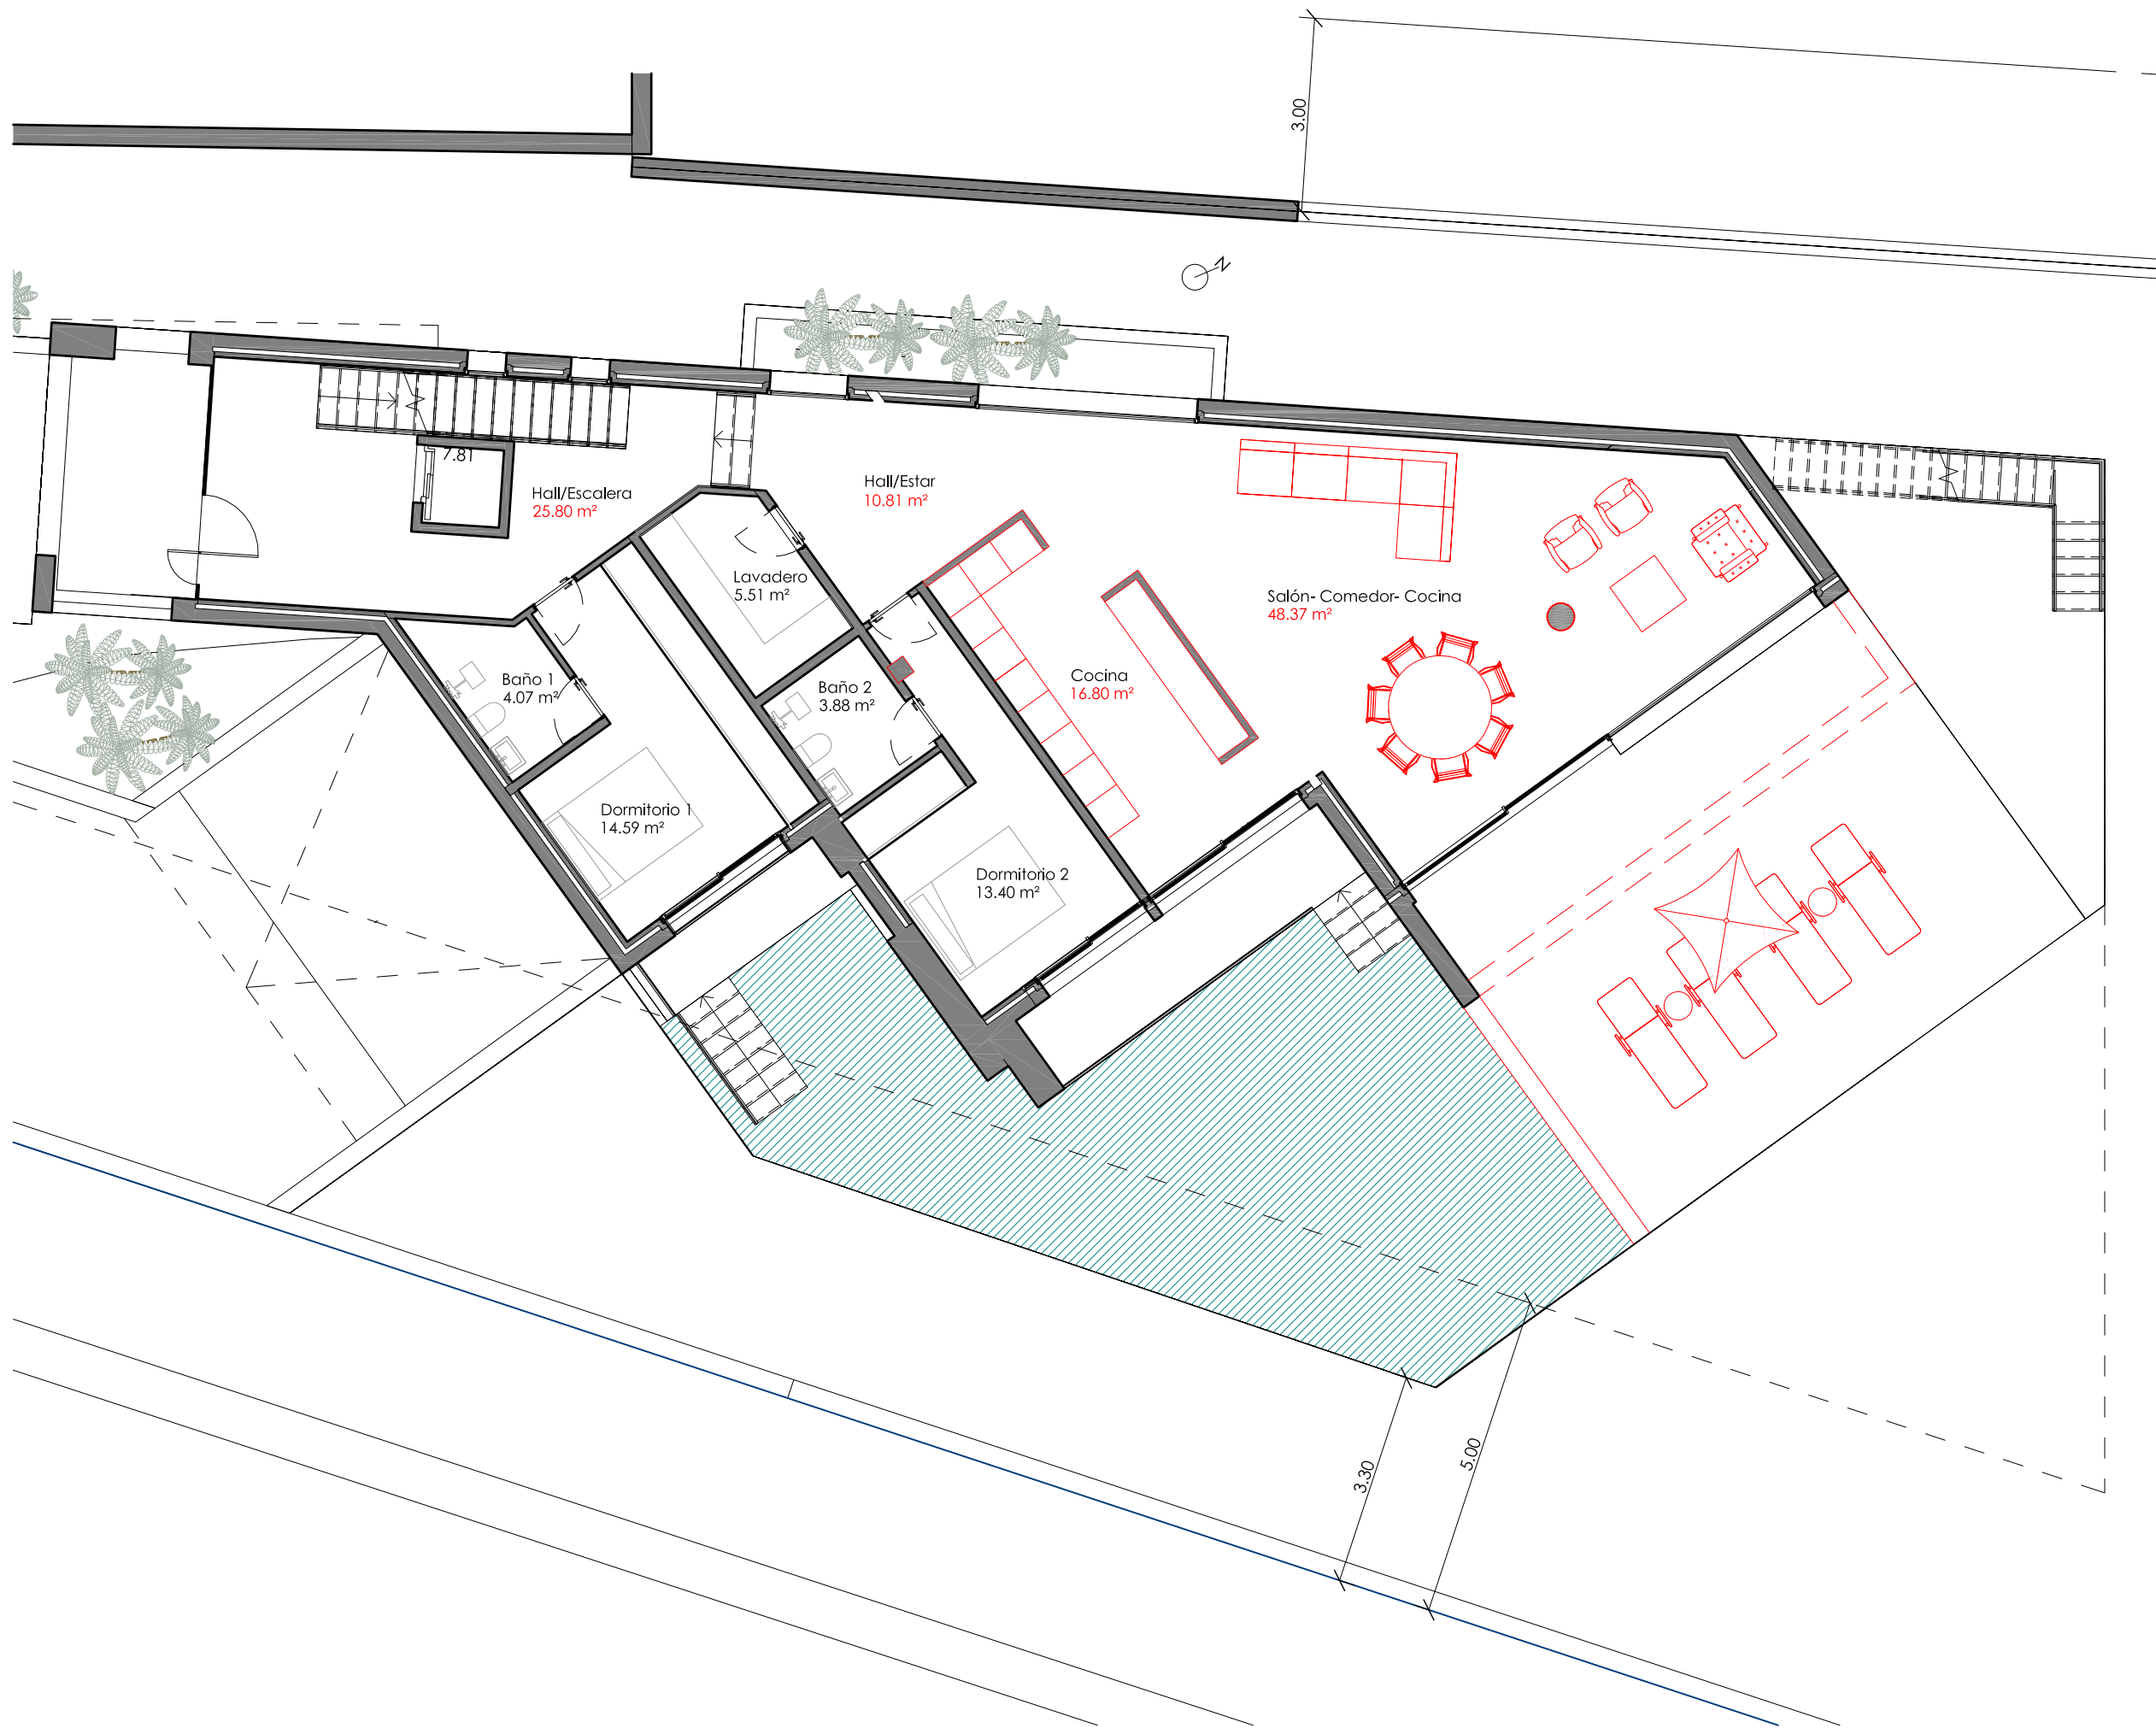 3.00
N
7.81
Hall/Escalera
25.80 m²
Hall/Estar
10.81 m²
Lavadero
5.51 m²
Salón- Comedor- Cocina
48.37 m²
Cocina
16.80 m²
Baño 1
4.07 m²
Baño 2
3.88 m²
Dormitorio 1
14.59 m²
Dormitorio 2
13.40 m²
3.30
5.00